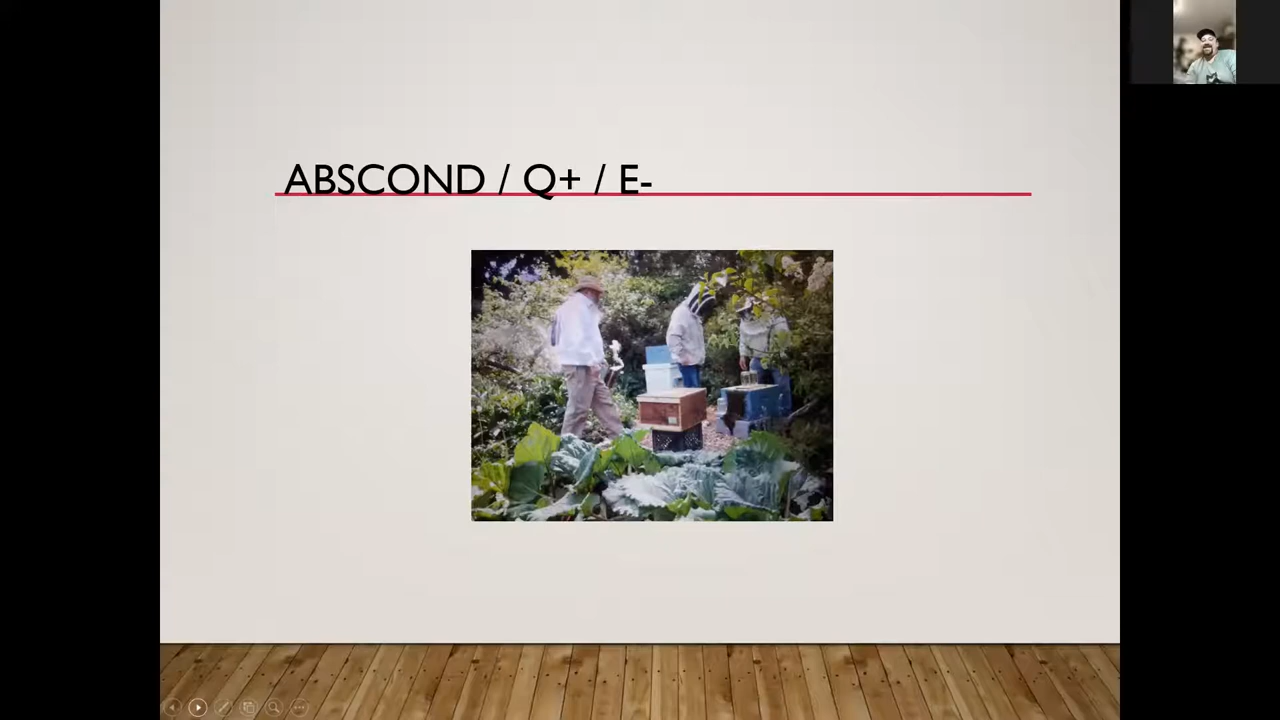 ABSCOND / Q+ / E-